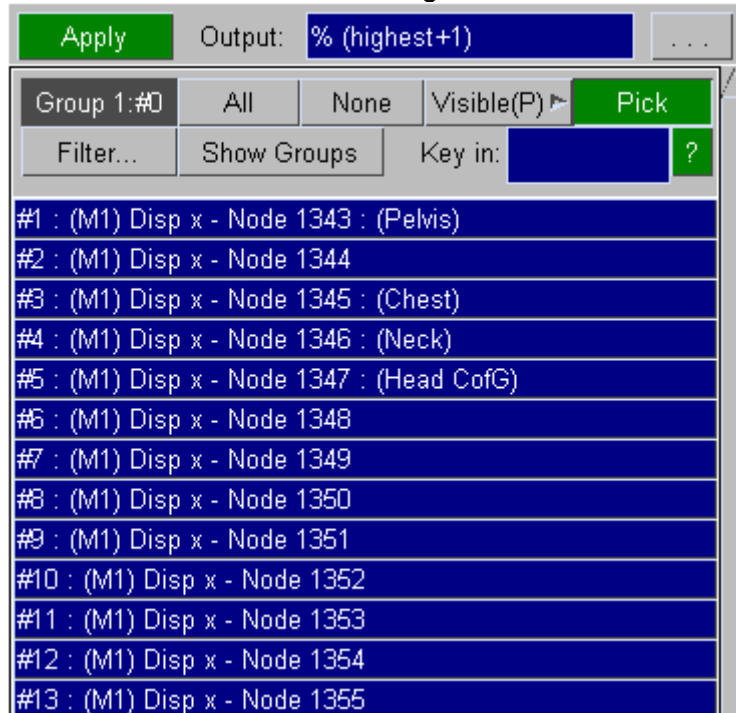 Apply Output: % (highest+1) ...
Group 1:#0 All None Visible(P) Pick
Filter... Show Groups Key in: ?
#1 : (M1) Disp x - Node 1343 : (Pelvis)
#2 : (M1) Disp x - Node 1344
#3 : (M1) Disp x - Node 1345 : (Chest)
#4 : (M1) Disp x - Node 1346 : (Neck)
#5 : (M1) Disp x - Node 1347 : (Head CofG)
#6 : (M1) Disp x - Node 1348
#7 : (M1) Disp x - Node 1349
#8 : (M1) Disp x - Node 1350
#9 : (M1) Disp x - Node 1351
#10 : (M1) Disp x - Node 1352
#11 : (M1) Disp x - Node 1353
#12 : (M1) Disp x - Node 1354
#13 : (M1) Disp x - Node 1355